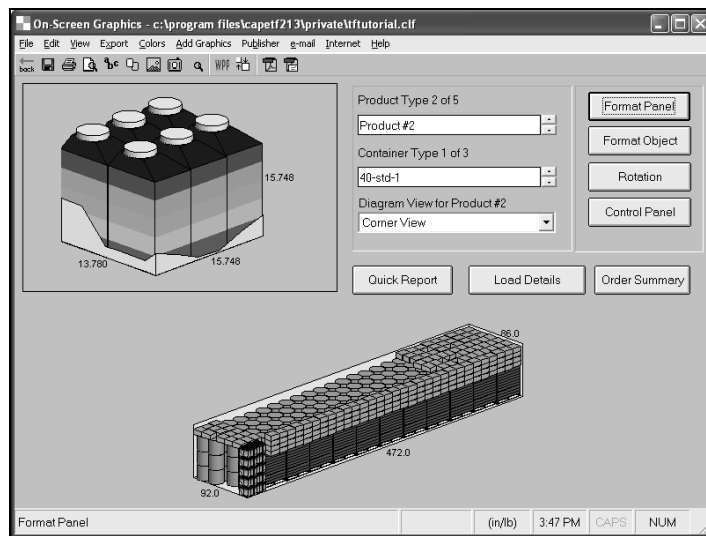 On-Screen Graphics - c:\program files\capetf213\private\tftutorial.clf
File Edit View Export Colors Add Graphics Publisher e-mail Internet Help
back abc WPF
Product Type 2 of 5
Product #2
Container Type 1 of 3
40-std-1
Diagram View for Product #2
Corner View
Format Panel
Format Object
Rotation
Control Panel
15.748
13.780
15.748
Quick Report
Load Details
Order Summary
86.0
472.0
92.0
Format Panel (in/lb) 3:47 PM CAPS NUM